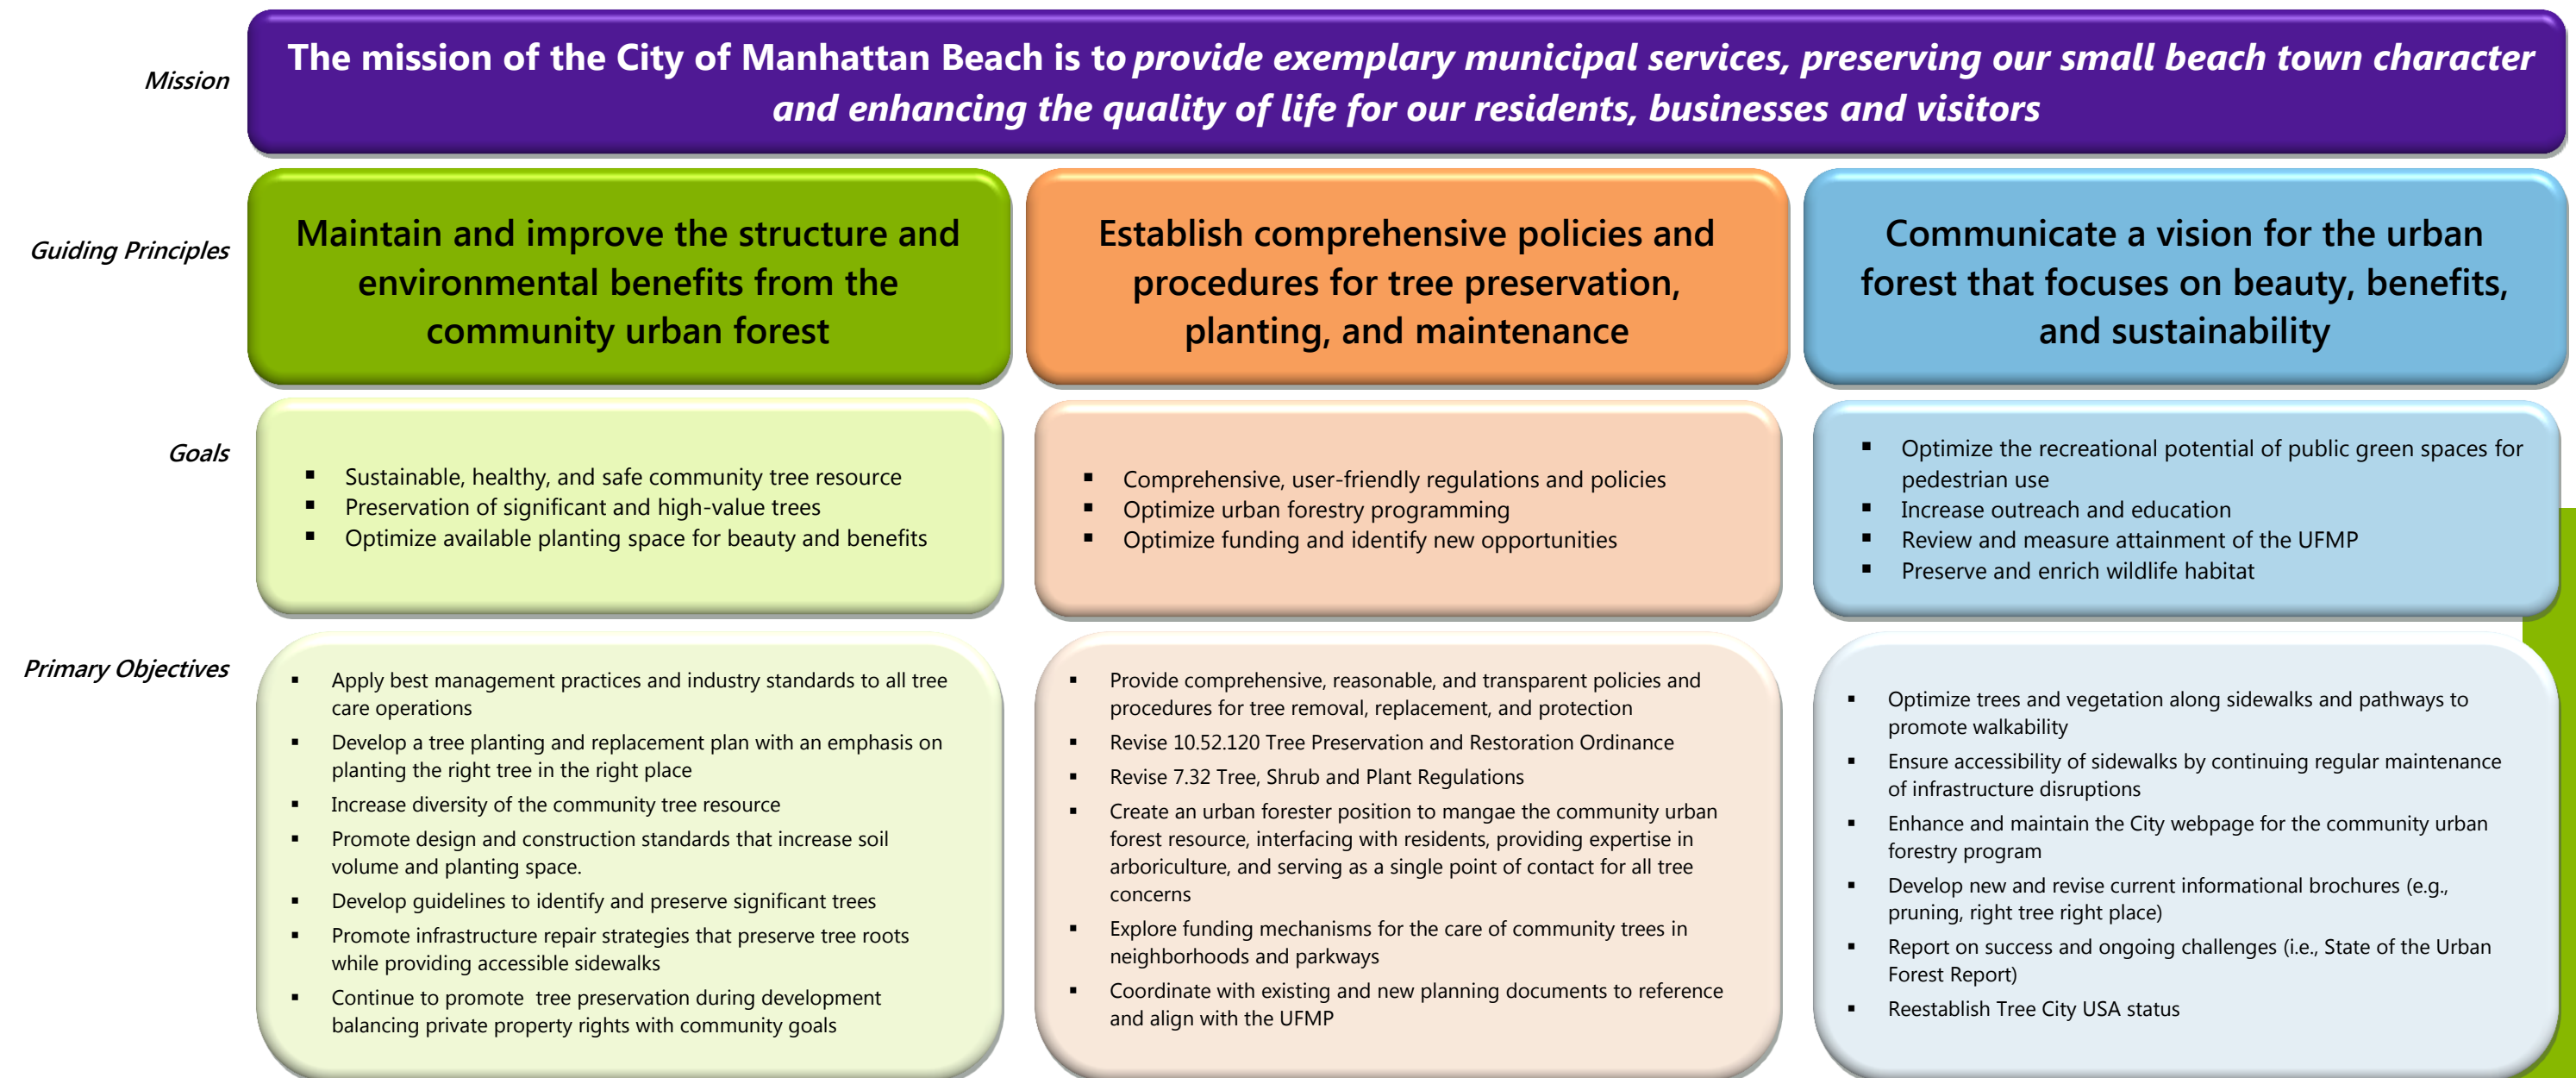 Mission
The mission of the City of Manhattan Beach is to provide exemplary municipal services, preserving our small beach town character
and enhancing the quality of life for our residents, businesses and visitors
Guiding Principles
Maintain and improve the structure and
environmental benefits from the
community urban forest
Establish comprehensive policies and
procedures for tree preservation,
planting, and maintenance
Communicate a vision for the urban
forest that focuses on beauty, benefits,
and sustainability
Goals
▪ Sustainable, healthy, and safe community tree resource
▪ Preservation of significant and high-value trees
▪ Optimize available planting space for beauty and benefits
▪ Comprehensive, user-friendly regulations and policies
▪ Optimize urban forestry programming
▪ Optimize funding and identify new opportunities
▪ Optimize the recreational potential of public green spaces for
pedestrian use
▪ Increase outreach and education
▪ Review and measure attainment of the UFMP
▪ Preserve and enrich wildlife habitat
Primary Objectives
▪ Apply best management practices and industry standards to all tree
care operations
▪ Develop a tree planting and replacement plan with an emphasis on
planting the right tree in the right place
▪ Increase diversity of the community tree resource
▪ Promote design and construction standards that increase soil
volume and planting space.
▪ Develop guidelines to identify and preserve significant trees
▪ Promote infrastructure repair strategies that preserve tree roots
while providing accessible sidewalks
▪ Continue to promote tree preservation during development
balancing private property rights with community goals
▪ Provide comprehensive, reasonable, and transparent policies and
procedures for tree removal, replacement, and protection
▪ Revise 10.52.120 Tree Preservation and Restoration Ordinance
▪ Revise 7.32 Tree, Shrub and Plant Regulations
▪ Create an urban forester position to mangae the community urban
forest resource, interfacing with residents, providing expertise in
arboriculture, and serving as a single point of contact for all tree
concerns
▪ Explore funding mechanisms for the care of community trees in
neighborhoods and parkways
▪ Coordinate with existing and new planning documents to reference
and align with the UFMP
▪ Optimize trees and vegetation along sidewalks and pathways to
promote walkability
▪ Ensure accessibility of sidewalks by continuing regular maintenance
of infrastructure disruptions
▪ Enhance and maintain the City webpage for the community urban
forestry program
▪ Develop new and revise current informational brochures (e.g.,
pruning, right tree right place)
▪ Report on success and ongoing challenges (i.e., State of the Urban
Forest Report)
▪ Reestablish Tree City USA status